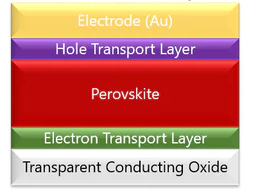 Electrode (Au)
Hole Transport Layer
Perovskite
Electron Transport Layer
Transparent Conducting Oxide